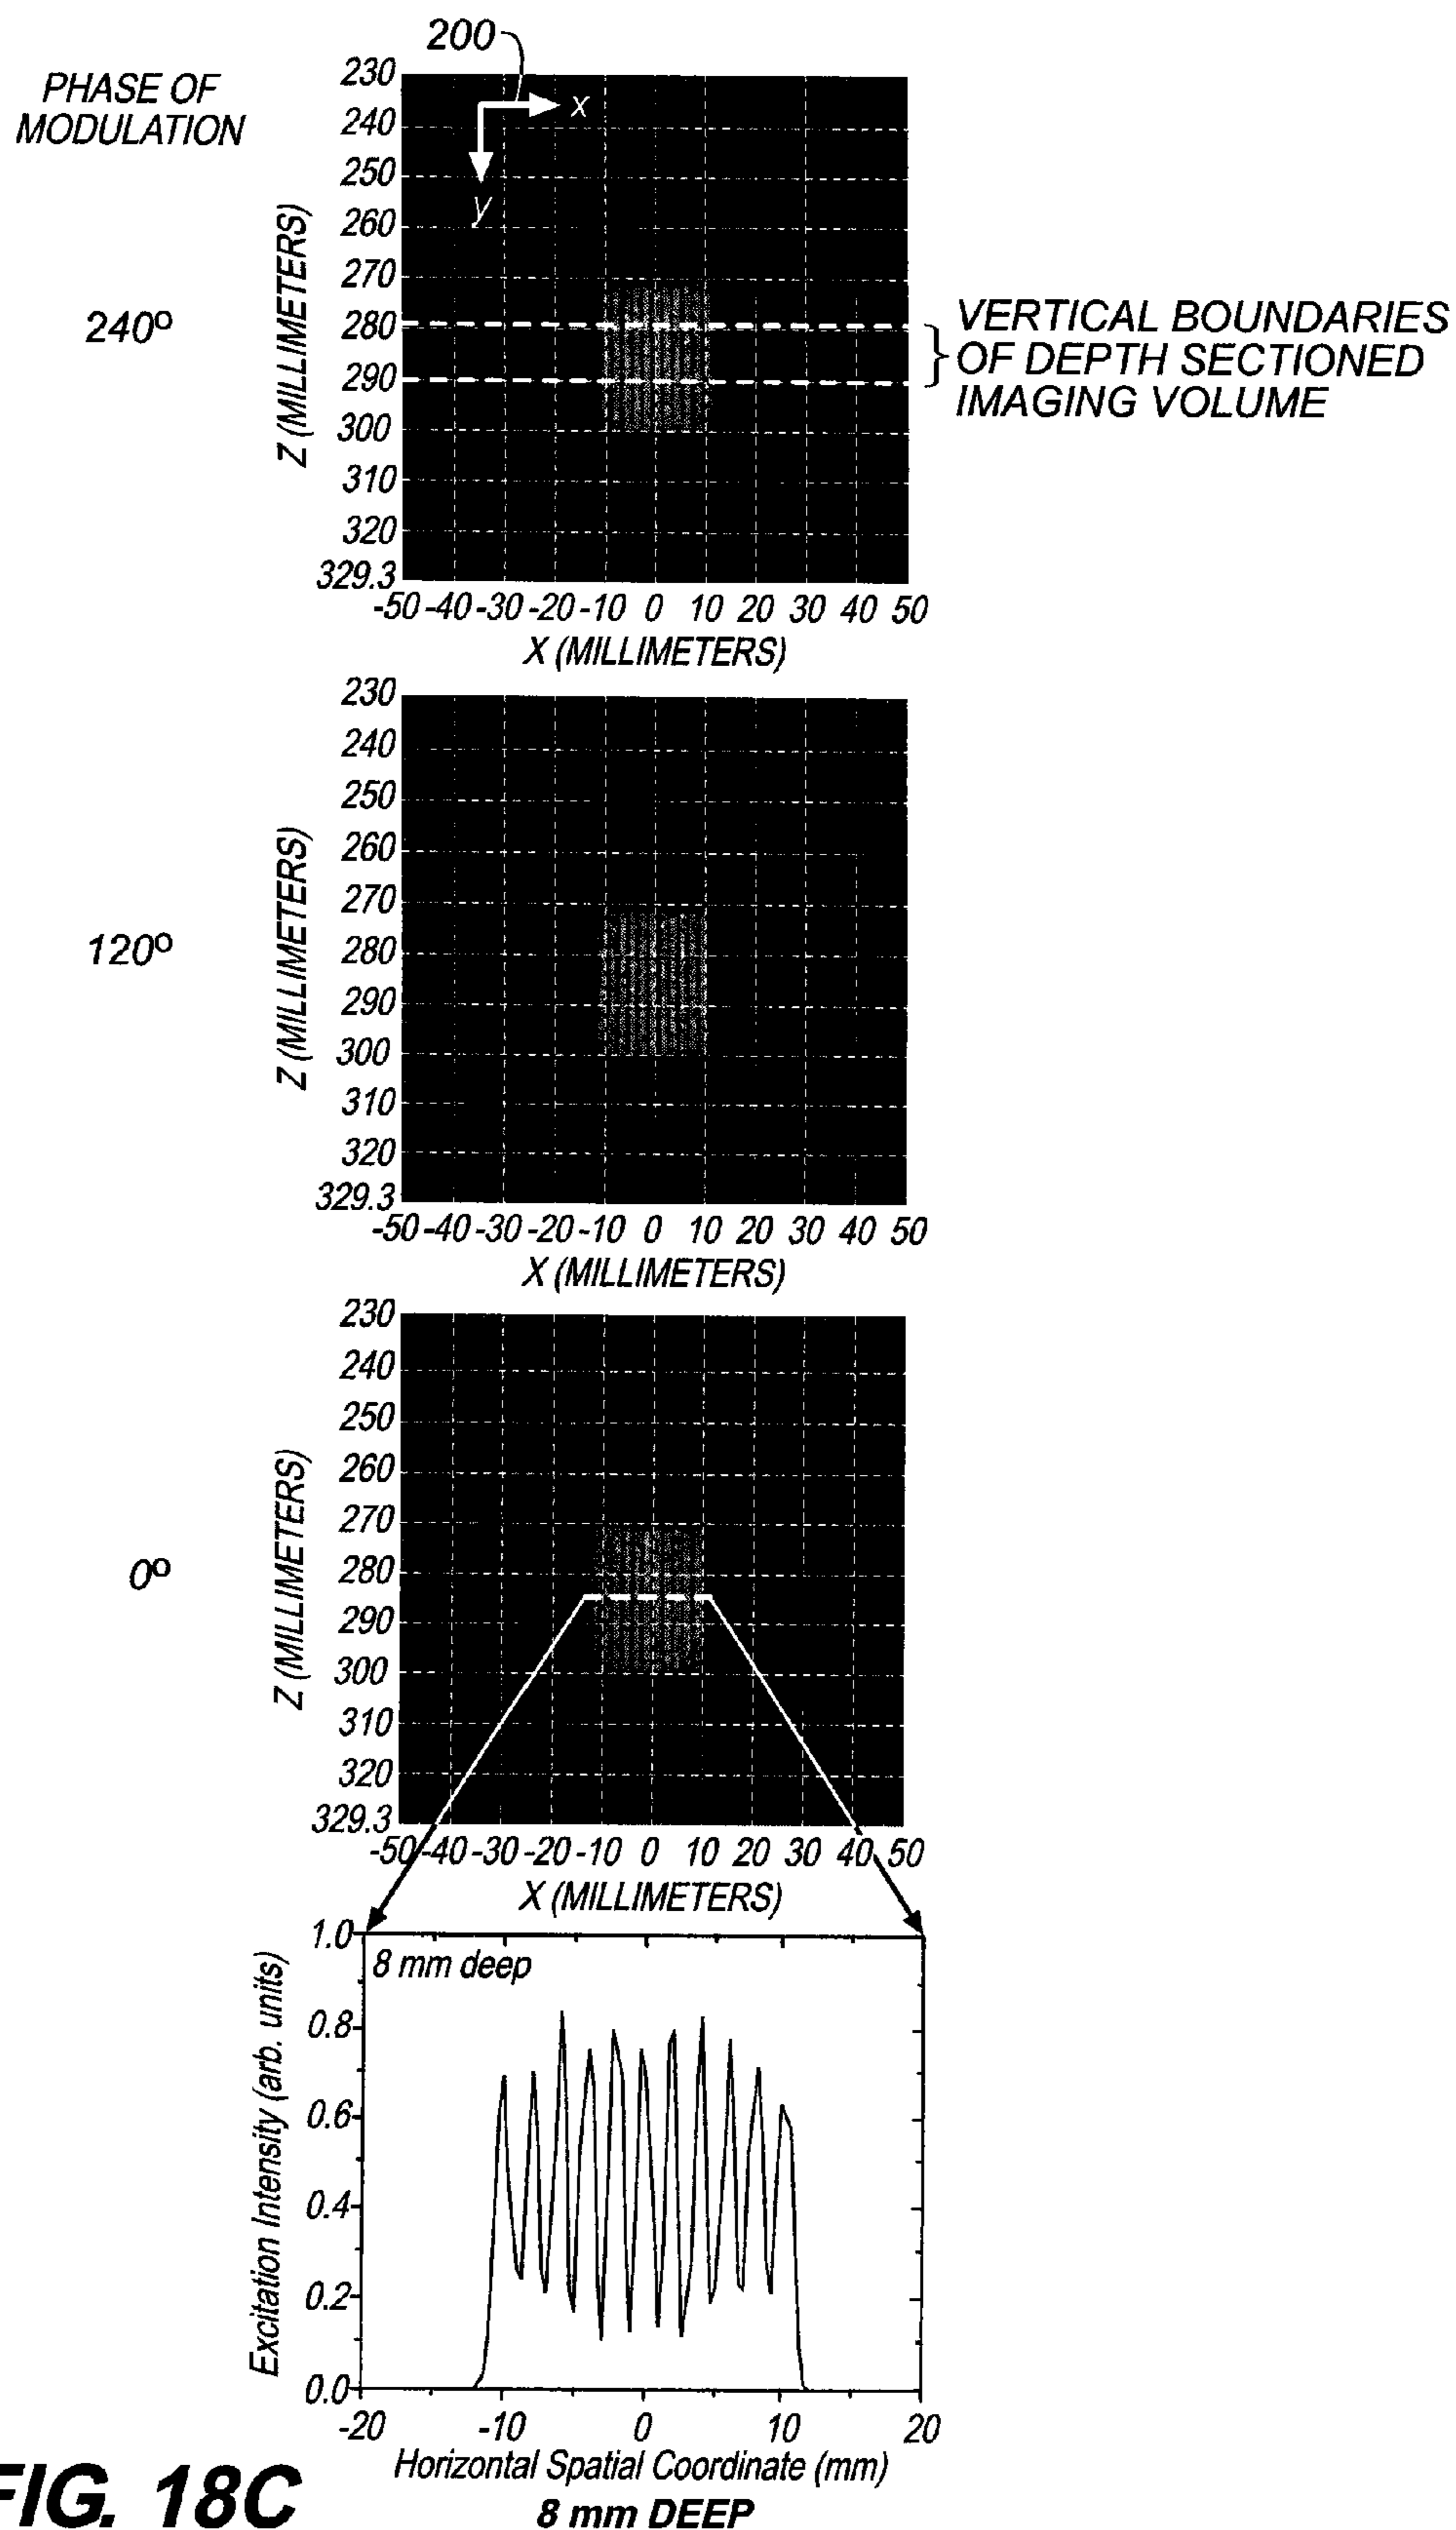 200
PHASE OF
MODULATION
230
240
250
260
270
280
290
300
310
320
329.3
x
y
Z (MILLIMETERS)
240º
VERTICAL BOUNDARIES
OF DEPTH SECTIONED
IMAGING VOLUME
-50 -40 -30 -20 -10 0 10 20 30 40 50
X (MILLIMETERS)
230
240
250
260
270
280
290
300
310
320
329.3
Z (MILLIMETERS)
120º
-50 -40 -30 -20 -10 0 10 20 30 40 50
X (MILLIMETERS)
230
240
250
260
270
280
290
300
310
320
329.3
Z (MILLIMETERS)
0º
-50 -40 -30 -20 -10 0 10 20 30 40 50
X (MILLIMETERS)
1.0
0.8
0.6
0.4
0.2
0.0
8 mm deep
Excitation Intensity (arb. units)
-20 -10 0 10 20
Horizontal Spatial Coordinate (mm)
8 mm DEEP
FIG. 18C